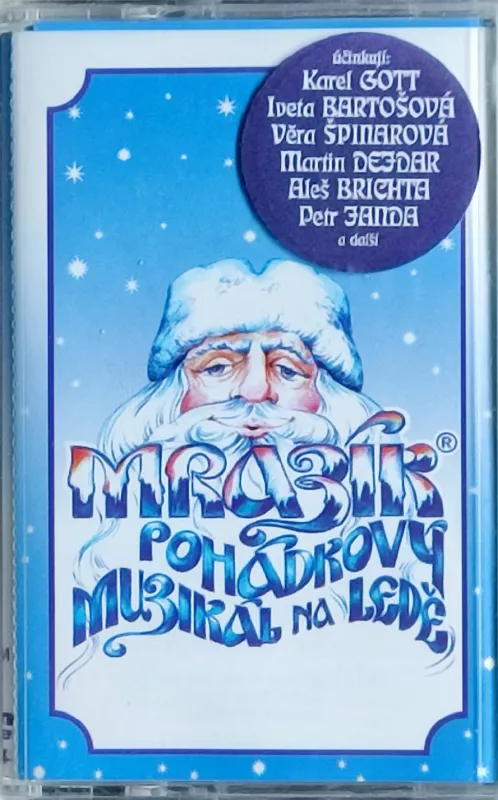 účinkují:
Karel GOTT
Iveta BARTOŠOVÁ
Věra ŠPINAROVÁ
Martin DEJDAR
Aleš BRICHTA
Petr JANDA
a další
MRAZÍK®
POHÁDKOVÝ
MUZIKÁL NA LEDĚ